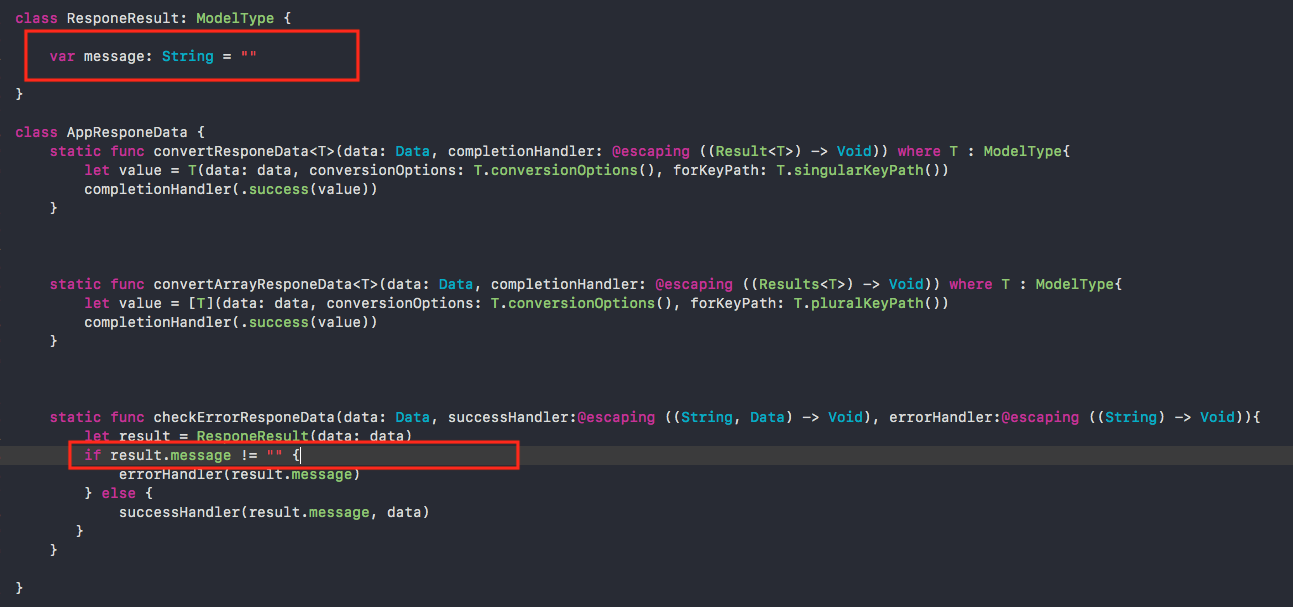 class ResponeResult: ModelType {
var message: String = ""
}
class AppResponeData {
static func convertResponeData<T>(data: Data, completionHandler: @escaping ((Result<T>) -> Void)) where T : ModelType{
let value = T(data: data, conversionOptions: T.conversionOptions(), forKeyPath: T.singularKeyPath())
completionHandler(.success(value))
}
static func convertArrayResponeData<T>(data: Data, completionHandler: @escaping ((Results<T>) -> Void)) where T : ModelType{
let value = [T](data: data, conversionOptions: T.conversionOptions(), forKeyPath: T.pluralKeyPath())
completionHandler(.success(value))
}
static func checkErrorResponeData(data: Data, successHandler:@escaping ((String, Data) -> Void), errorHandler:@escaping ((String) -> Void)){
let result = ResponeResult(data: data)
if result.message != "" {
errorHandler(result.message)
} else {
successHandler(result.message, data)
}
}
}